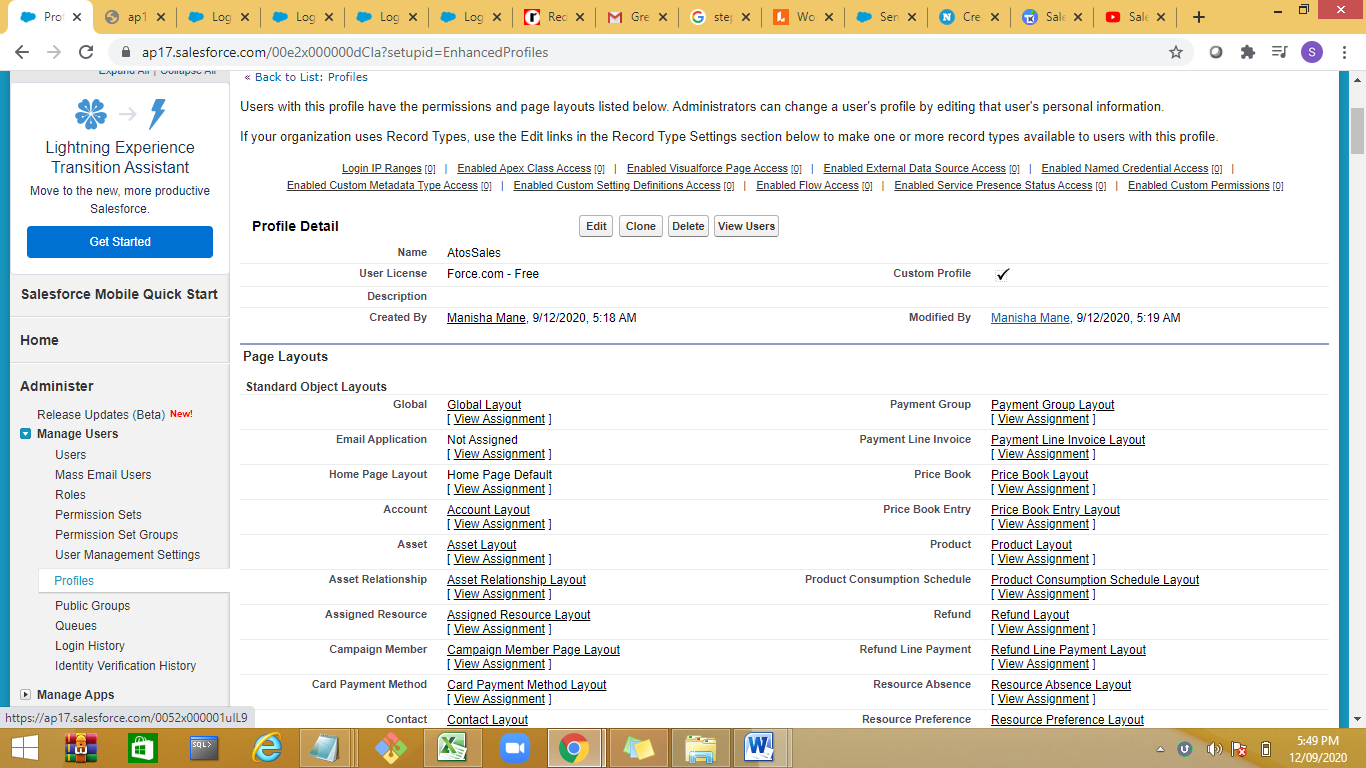 Prof
ap1
Log
Log
Log
Log
Red
Gre
step
Wo
Sen
Cre
Sale
Sale
ap17.salesforce.com/00e2x000000dCIa?setupid=EnhancedProfiles
S
Expand All | Collapse All
« Back to List: Profiles
Lightning Experience
Transition Assistant
Move to the new, more productive
Salesforce.
Get Started
Salesforce Mobile Quick Start
Home
Administer
Release Updates (Beta) New!
Manage Users
Users
Mass Email Users
Roles
Permission Sets
Permission Set Groups
User Management Settings
Profiles
Public Groups
Queues
Login History
Identity Verification History
Manage Apps
Users with this profile have the permissions and page layouts listed below. Administrators can change a user's profile by editing that user's personal information.
If your organization uses Record Types, use the Edit links in the Record Type Settings section below to make one or more record types available to users with this profile.
Login IP Ranges [0] | Enabled Apex Class Access [0] | Enabled Visualforce Page Access [0] | Enabled External Data Source Access [0] | Enabled Named Credential Access [0] |
Enabled Custom Metadata Type Access [0] | Enabled Custom Setting Definitions Access [0] | Enabled Flow Access [0] | Enabled Service Presence Status Access [0] | Enabled Custom Permissions [0]
Profile Detail Edit Clone Delete View Users
Name AtosSales
User License Force.com - Free Custom Profile ✓
Description
Created By Manisha Mane, 9/12/2020, 5:18 AM Modified By Manisha Mane, 9/12/2020, 5:19 AM
Page Layouts
Standard Object Layouts
Global Global Layout Payment Group Payment Group Layout
[ View Assignment ] [ View Assignment ]
Email Application Not Assigned Payment Line Invoice Payment Line Invoice Layout
[ View Assignment ] [ View Assignment ]
Home Page Layout Home Page Default Price Book Price Book Layout
[ View Assignment ] [ View Assignment ]
Account Account Layout Price Book Entry Price Book Entry Layout
[ View Assignment ] [ View Assignment ]
Asset Asset Layout Product Product Layout
[ View Assignment ] [ View Assignment ]
Asset Relationship Asset Relationship Layout Product Consumption Schedule Product Consumption Schedule Layout
[ View Assignment ] [ View Assignment ]
Assigned Resource Assigned Resource Layout Refund Refund Layout
[ View Assignment ] [ View Assignment ]
Campaign Member Campaign Member Page Layout Refund Line Payment Refund Line Payment Layout
[ View Assignment ] [ View Assignment ]
Card Payment Method Card Payment Method Layout Resource Absence Resource Absence Layout
[ View Assignment ] [ View Assignment ]
Contact Contact Layout Resource Preference Resource Preference Layout
https://ap17.salesforce.com/0052x000001uIL9
SQL>
5:49 PM
12/09/2020